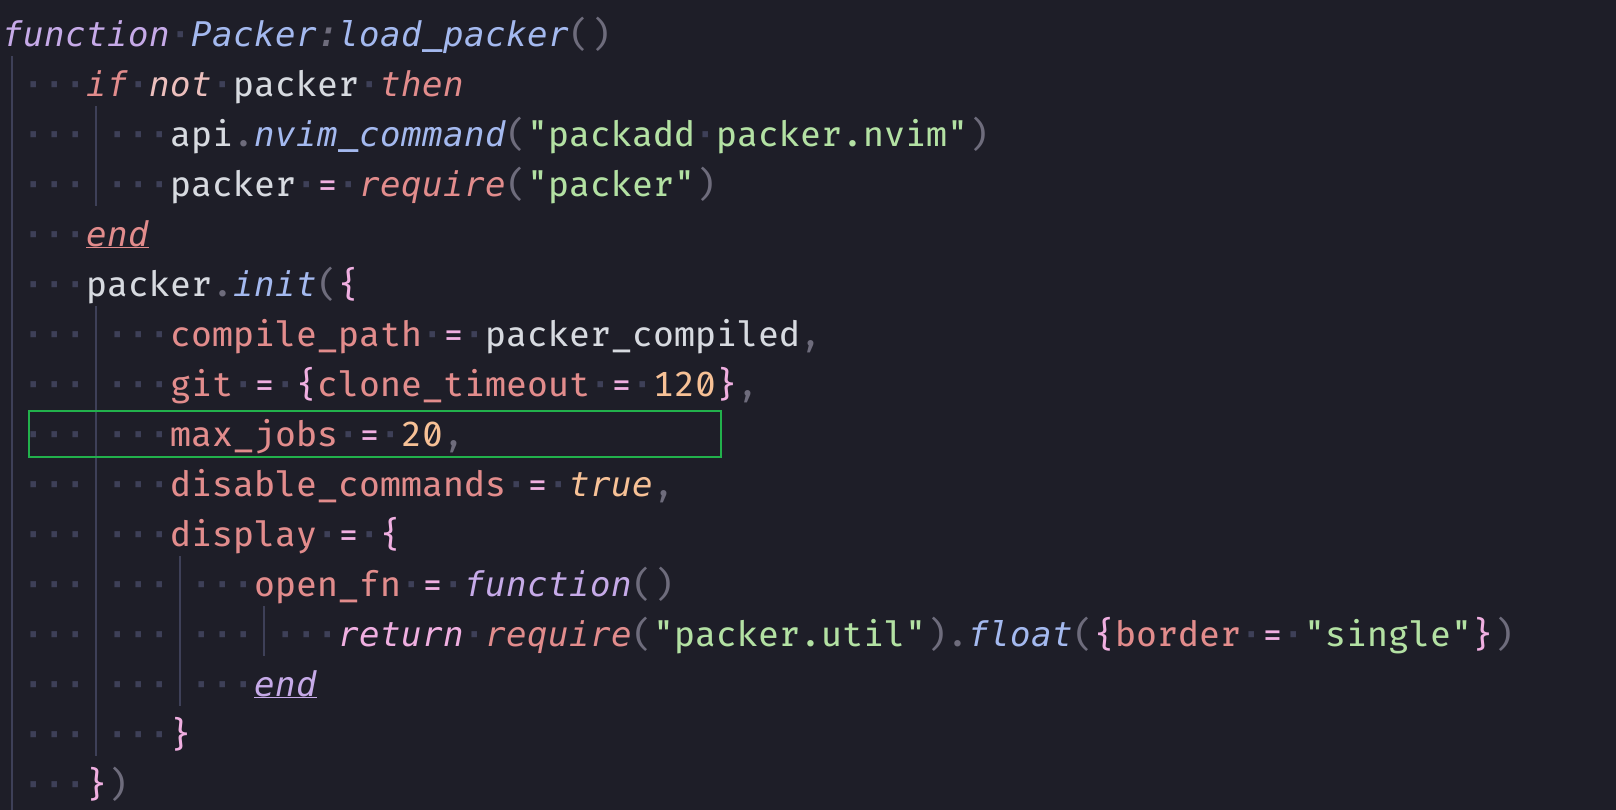 function Packer:load_packer()
    if not packer then
        api.nvim_command("packadd packer.nvim")
        packer = require("packer")
    end
    packer.init({
        compile_path = packer_compiled,
        git = {clone_timeout = 120},
        max_jobs = 20,
        disable_commands = true,
        display = {
            open_fn = function()
                return require("packer.util").float({border = "single"})
            end
        }
    })